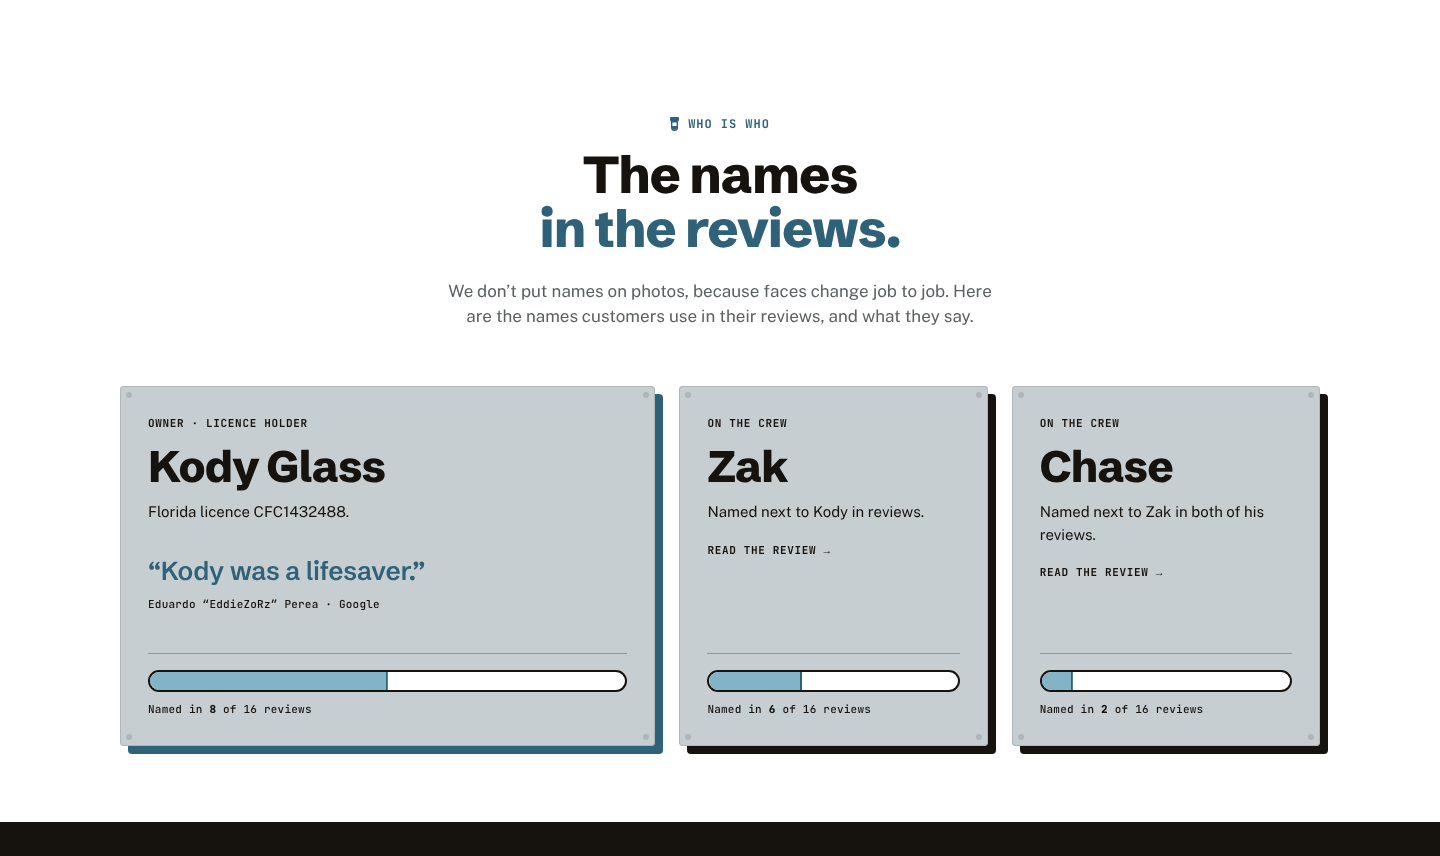 WHO IS WHO
The names
in the reviews.
We don’t put names on photos, because faces change job to job. Here
are the names customers use in their reviews, and what they say.
OWNER · LICENCE HOLDER
Kody Glass
Florida licence CFC1432488.
“Kody was a lifesaver.”
Eduardo “EddieZoRz” Perea · Google
Named in 8 of 16 reviews
ON THE CREW
Zak
Named next to Kody in reviews.
READ THE REVIEW →
Named in 6 of 16 reviews
ON THE CREW
Chase
Named next to Zak in both of his
reviews.
READ THE REVIEW →
Named in 2 of 16 reviews